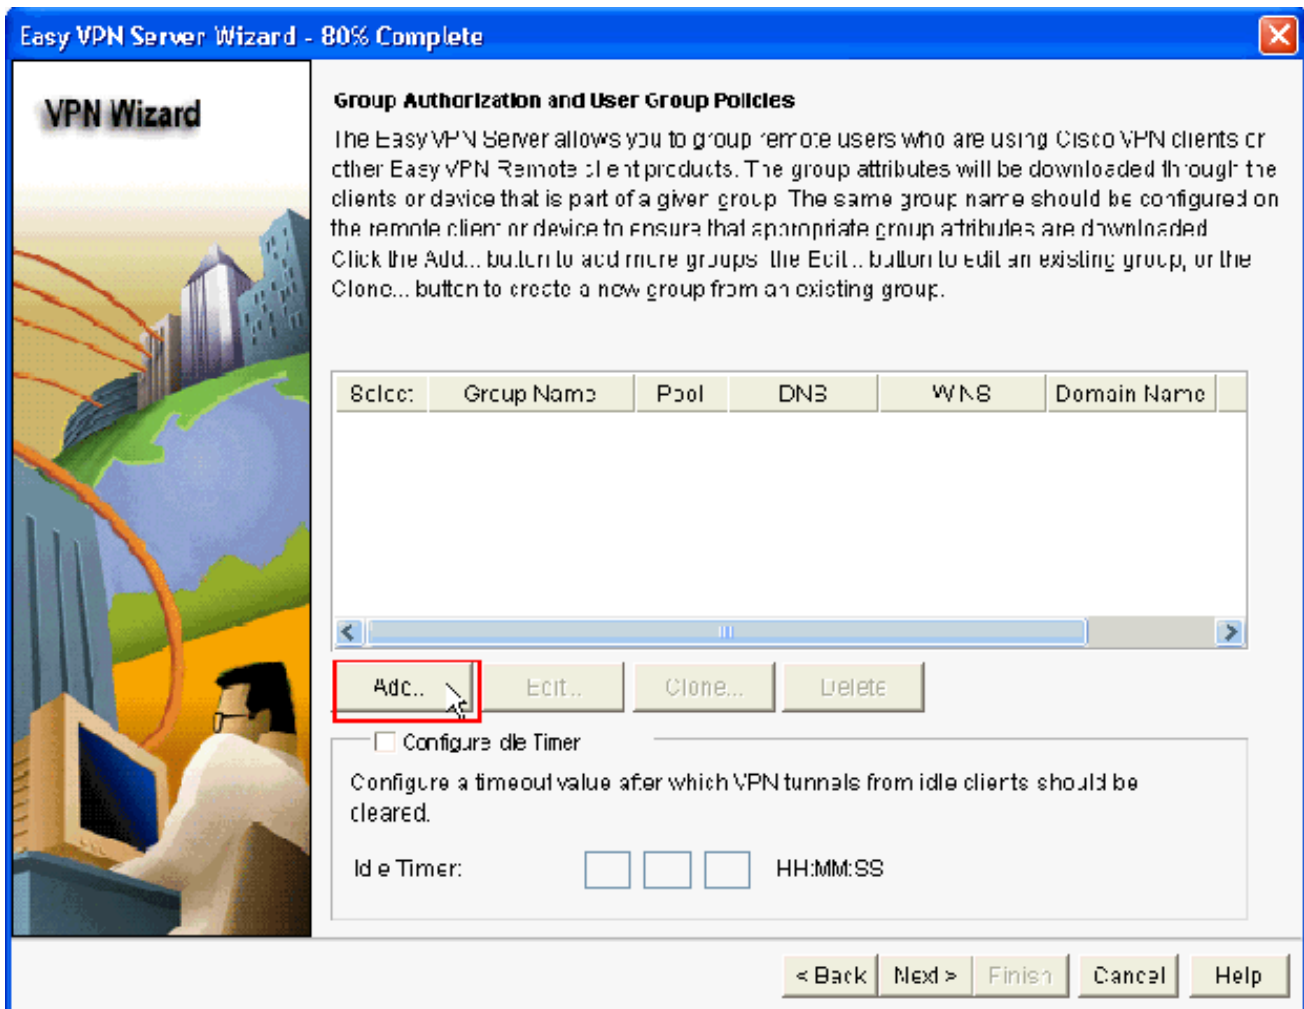 Easy VPN Server Wizard - 80% Complete
VPN Wizard
Group Authorization and User Group Policies
The Easy VPN Server allows you to group remote users who are using Cisco VPN clients or
other Easy VPN Remote client products. The group attributes will be downloaded through the
clients or device that is part of a given group. The same group name should be configured on
the remote client or device to ensure that appropriate group attributes are downloaded.
Click the Add... button to add more groups, the Edit... button to edit an existing group, or the
Clone... button to create a new group from an existing group.
Select Group Name Pool DNS WINS Domain Name
Add... Edit... Clone... Delete
Configure Idle Timer
Configure a timeout value after which VPN tunnels from idle clients should be
cleared.
Idle Timer: HH:MM:SS
< Back Next > Finish Cancel Help